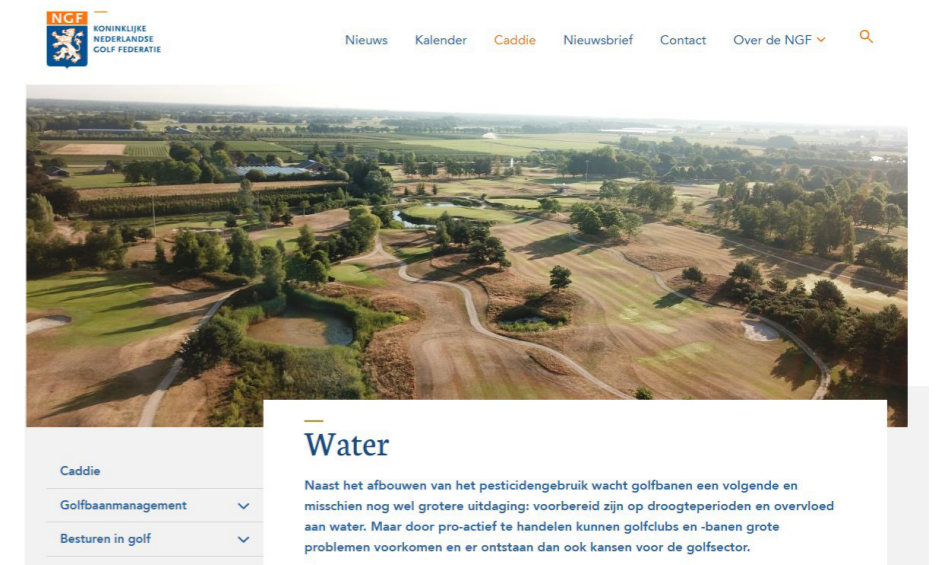 NGF
KONINKLIJKE
NEDERLANDSE
GOLF FEDERATIE
Nieuws Kalender Caddie Nieuwsbrief Contact Over de NGF
Water
Caddie
Golfbaanmanagement
Besturen in golf
Naast het afbouwen van het pesticidengebruik wacht golfbanen een volgende en
misschien nog wel grotere uitdaging: voorbereid zijn op droogteperioden en overvloed
aan water. Maar door pro-actief te handelen kunnen golfclubs en -banen grote
problemen voorkomen en er ontstaan dan ook kansen voor de golfsector.